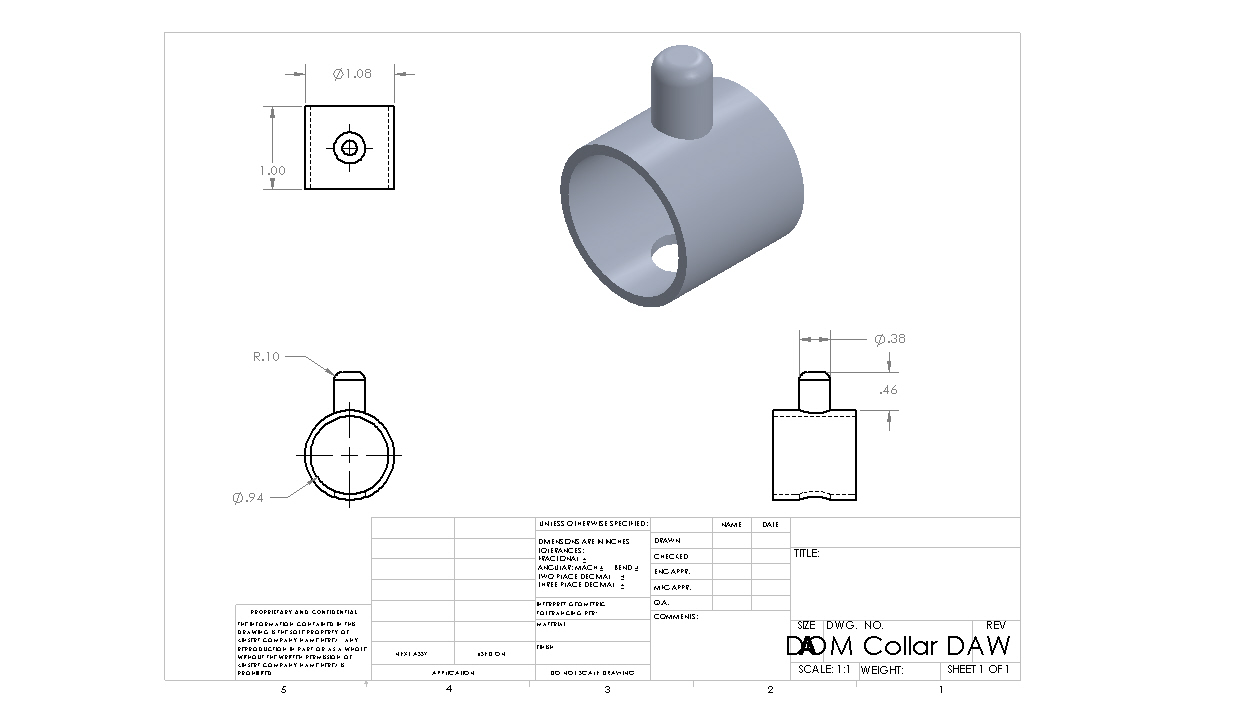 Ø1.08
1.00
R.10
Ø.94
Ø.38
.46
UNLESS OTHERWISE SPECIFIED:
DIMENSIONS ARE IN INCHES
TOLERANCES:
FRACTIONAL ±
ANGULAR: MACH ± BEND ±
TWO PLACE DECIMAL ±
THREE PLACE DECIMAL ±
INTERPRET GEOMETRIC
TOLERANCING PER:
MATERIAL
FINISH
DO NOT SCALE DRAWING
NAME DATE
DRAWN
CHECKED
ENG APPR.
MFG APPR.
Q.A.
COMMENTS:
PROPRIETARY AND CONFIDENTIAL
THE INFORMATION CONTAINED IN THIS
DRAWING IS THE SOLE PROPERTY OF
<INSERT COMPANY NAME HERE>. ANY
REPRODUCTION IN PART OR AS A WHOLE
WITHOUT THE WRITTEN PERMISSION OF
<INSERT COMPANY NAME HERE> IS
PROHIBITED.
NEXT ASSY USED ON
APPLICATION
TITLE:
SIZE DWG. NO. REV
A DOM Collar DAW
SCALE: 1:1 WEIGHT: SHEET 1 OF 1
5 4 3 2 1